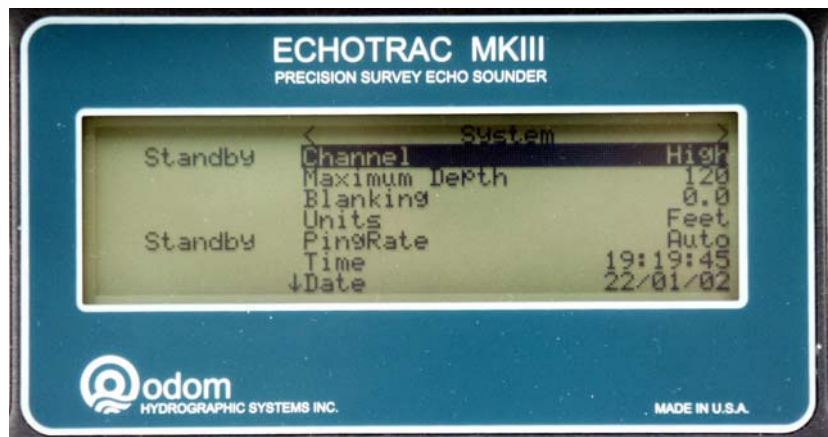 ECHOTRAC MKIII
PRECISION SURVEY ECHO SOUNDER
< System >
Standby Channel High
Maximum Depth 120
Blanking 0.0
Units Feet
Standby PingRate Auto
Time 19:19:45
↓Date 22/01/02
odom
HYDROGRAPHIC SYSTEMS INC.
MADE IN U.S.A.